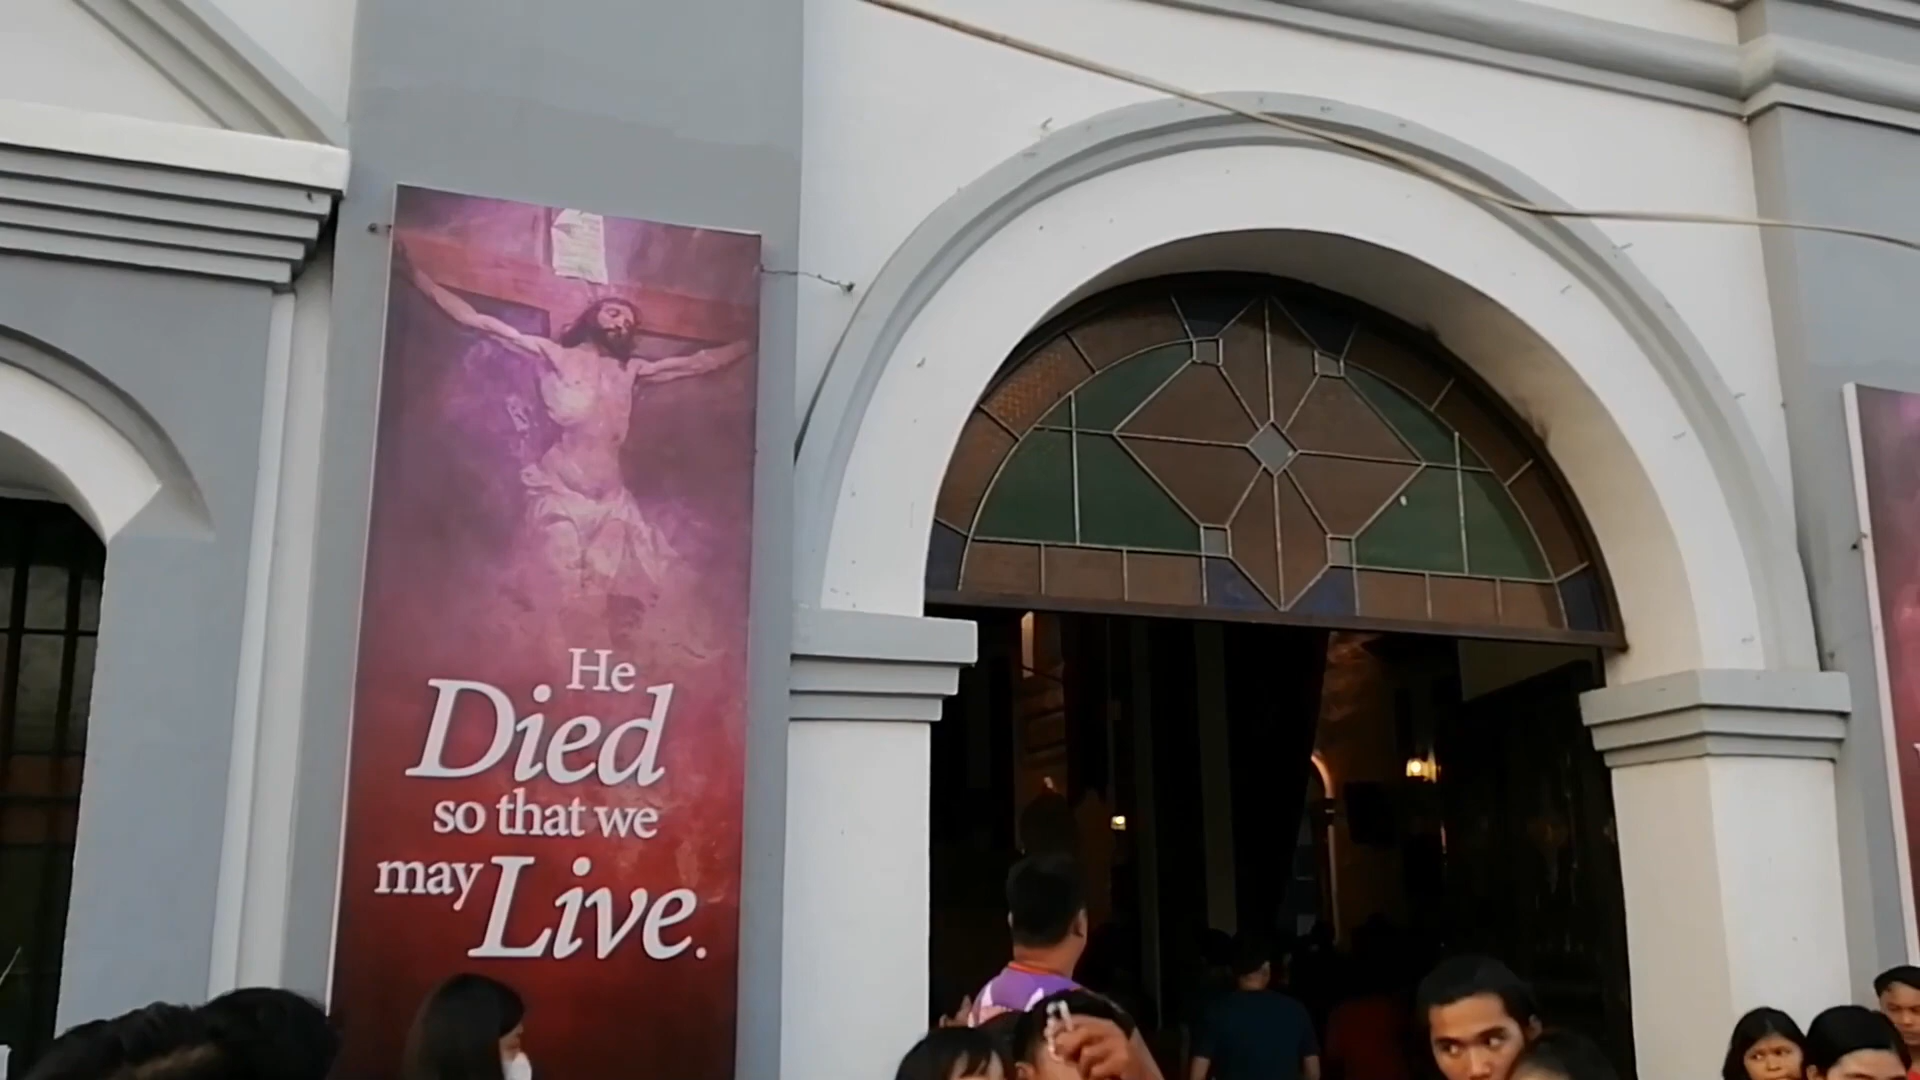 He
Died
so that we
may Live.